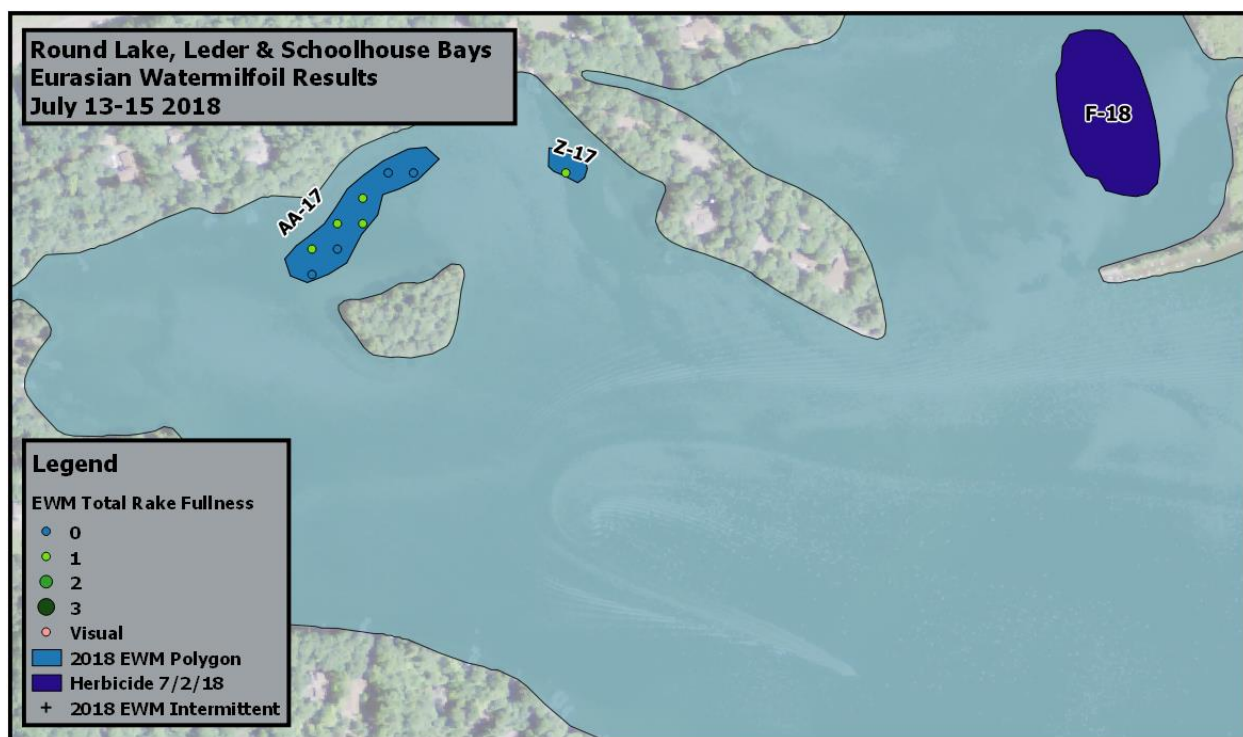 Round Lake, Leder & Schoolhouse Bays
Eurasian Watermilfoil Results
July 13-15 2018
F-18
Z-17
AA-17
Legend
EWM Total Rake Fullness
0
1
2
3
Visual
2018 EWM Polygon
Herbicide 7/2/18
2018 EWM Intermittent